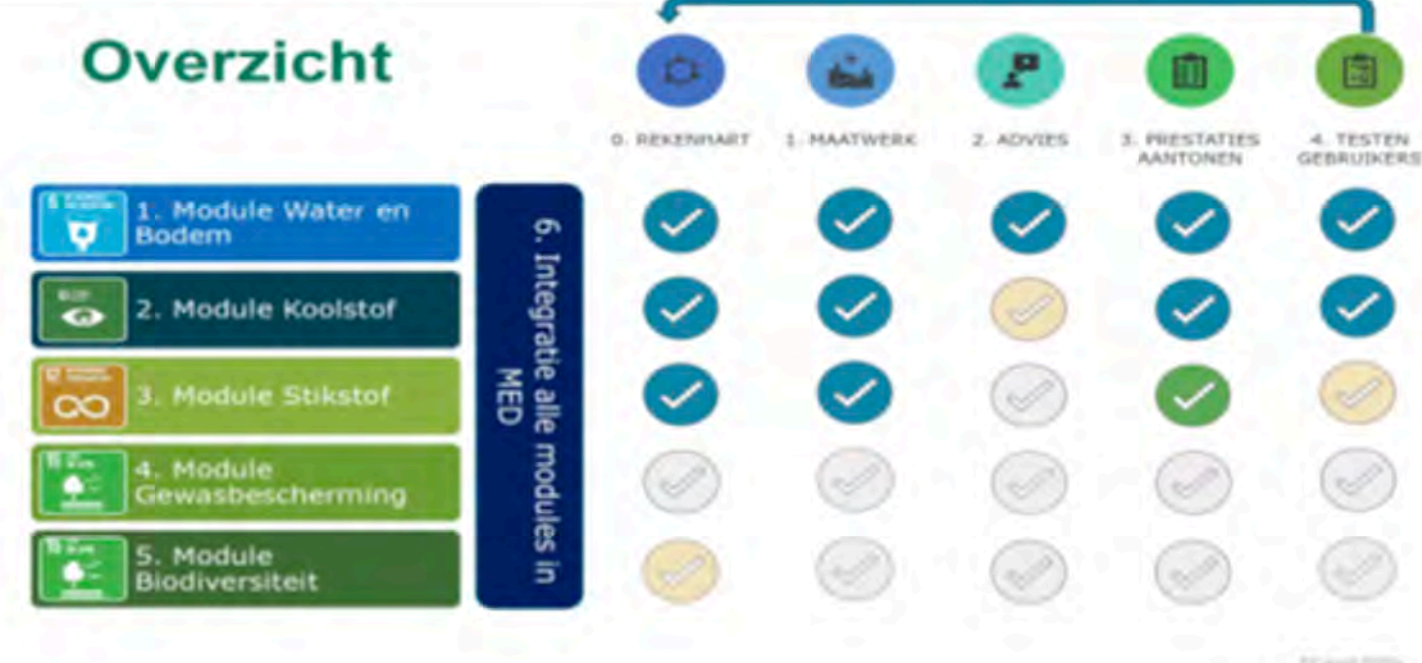 Overzicht
0. REKENHART
1. MAATWERK
2. ADVIES
3. PRESTATIES
AANTONEN
4. TESTEN
GEBRUIKERS
1. Module Water en
Bodem
2. Module Koolstof
3. Module Stikstof
4. Module
Gewasbescherming
5. Module
Biodiversiteit
6. Integratie alle modules in
MED